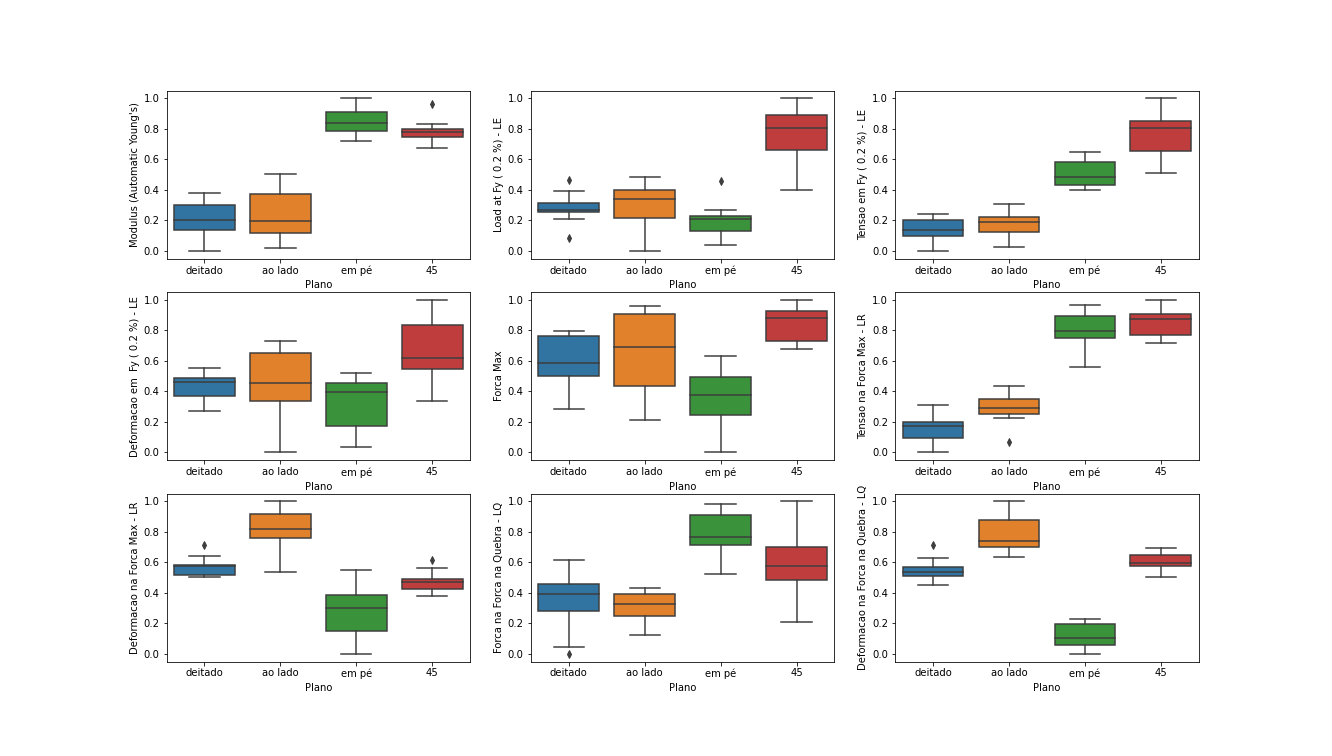 Modulus (Automatic Young's)
1.0
0.8
0.6
0.4
0.2
0.0
deitado ao lado em pé 45
Plano
Load at Fy ( 0.2 %) - LE
1.0
0.8
0.6
0.4
0.2
0.0
deitado ao lado em pé 45
Plano
Tensao em Fy ( 0.2 %) - LE
1.0
0.8
0.6
0.4
0.2
0.0
deitado ao lado em pé 45
Plano
Deformacao em  Fy ( 0.2 %) - LE
1.0
0.8
0.6
0.4
0.2
0.0
deitado ao lado em pé 45
Plano
Forca Max
1.0
0.8
0.6
0.4
0.2
0.0
deitado ao lado em pé 45
Plano
Tensao na Forca Max - LR
1.0
0.8
0.6
0.4
0.2
0.0
deitado ao lado em pé 45
Plano
Deformacao na Forca Max - LR
1.0
0.8
0.6
0.4
0.2
0.0
deitado ao lado em pé 45
Plano
Forca na Forca na Quebra - LQ
1.0
0.8
0.6
0.4
0.2
0.0
deitado ao lado em pé 45
Plano
Deformacao na Forca na Quebra - LQ
1.0
0.8
0.6
0.4
0.2
0.0
deitado ao lado em pé 45
Plano